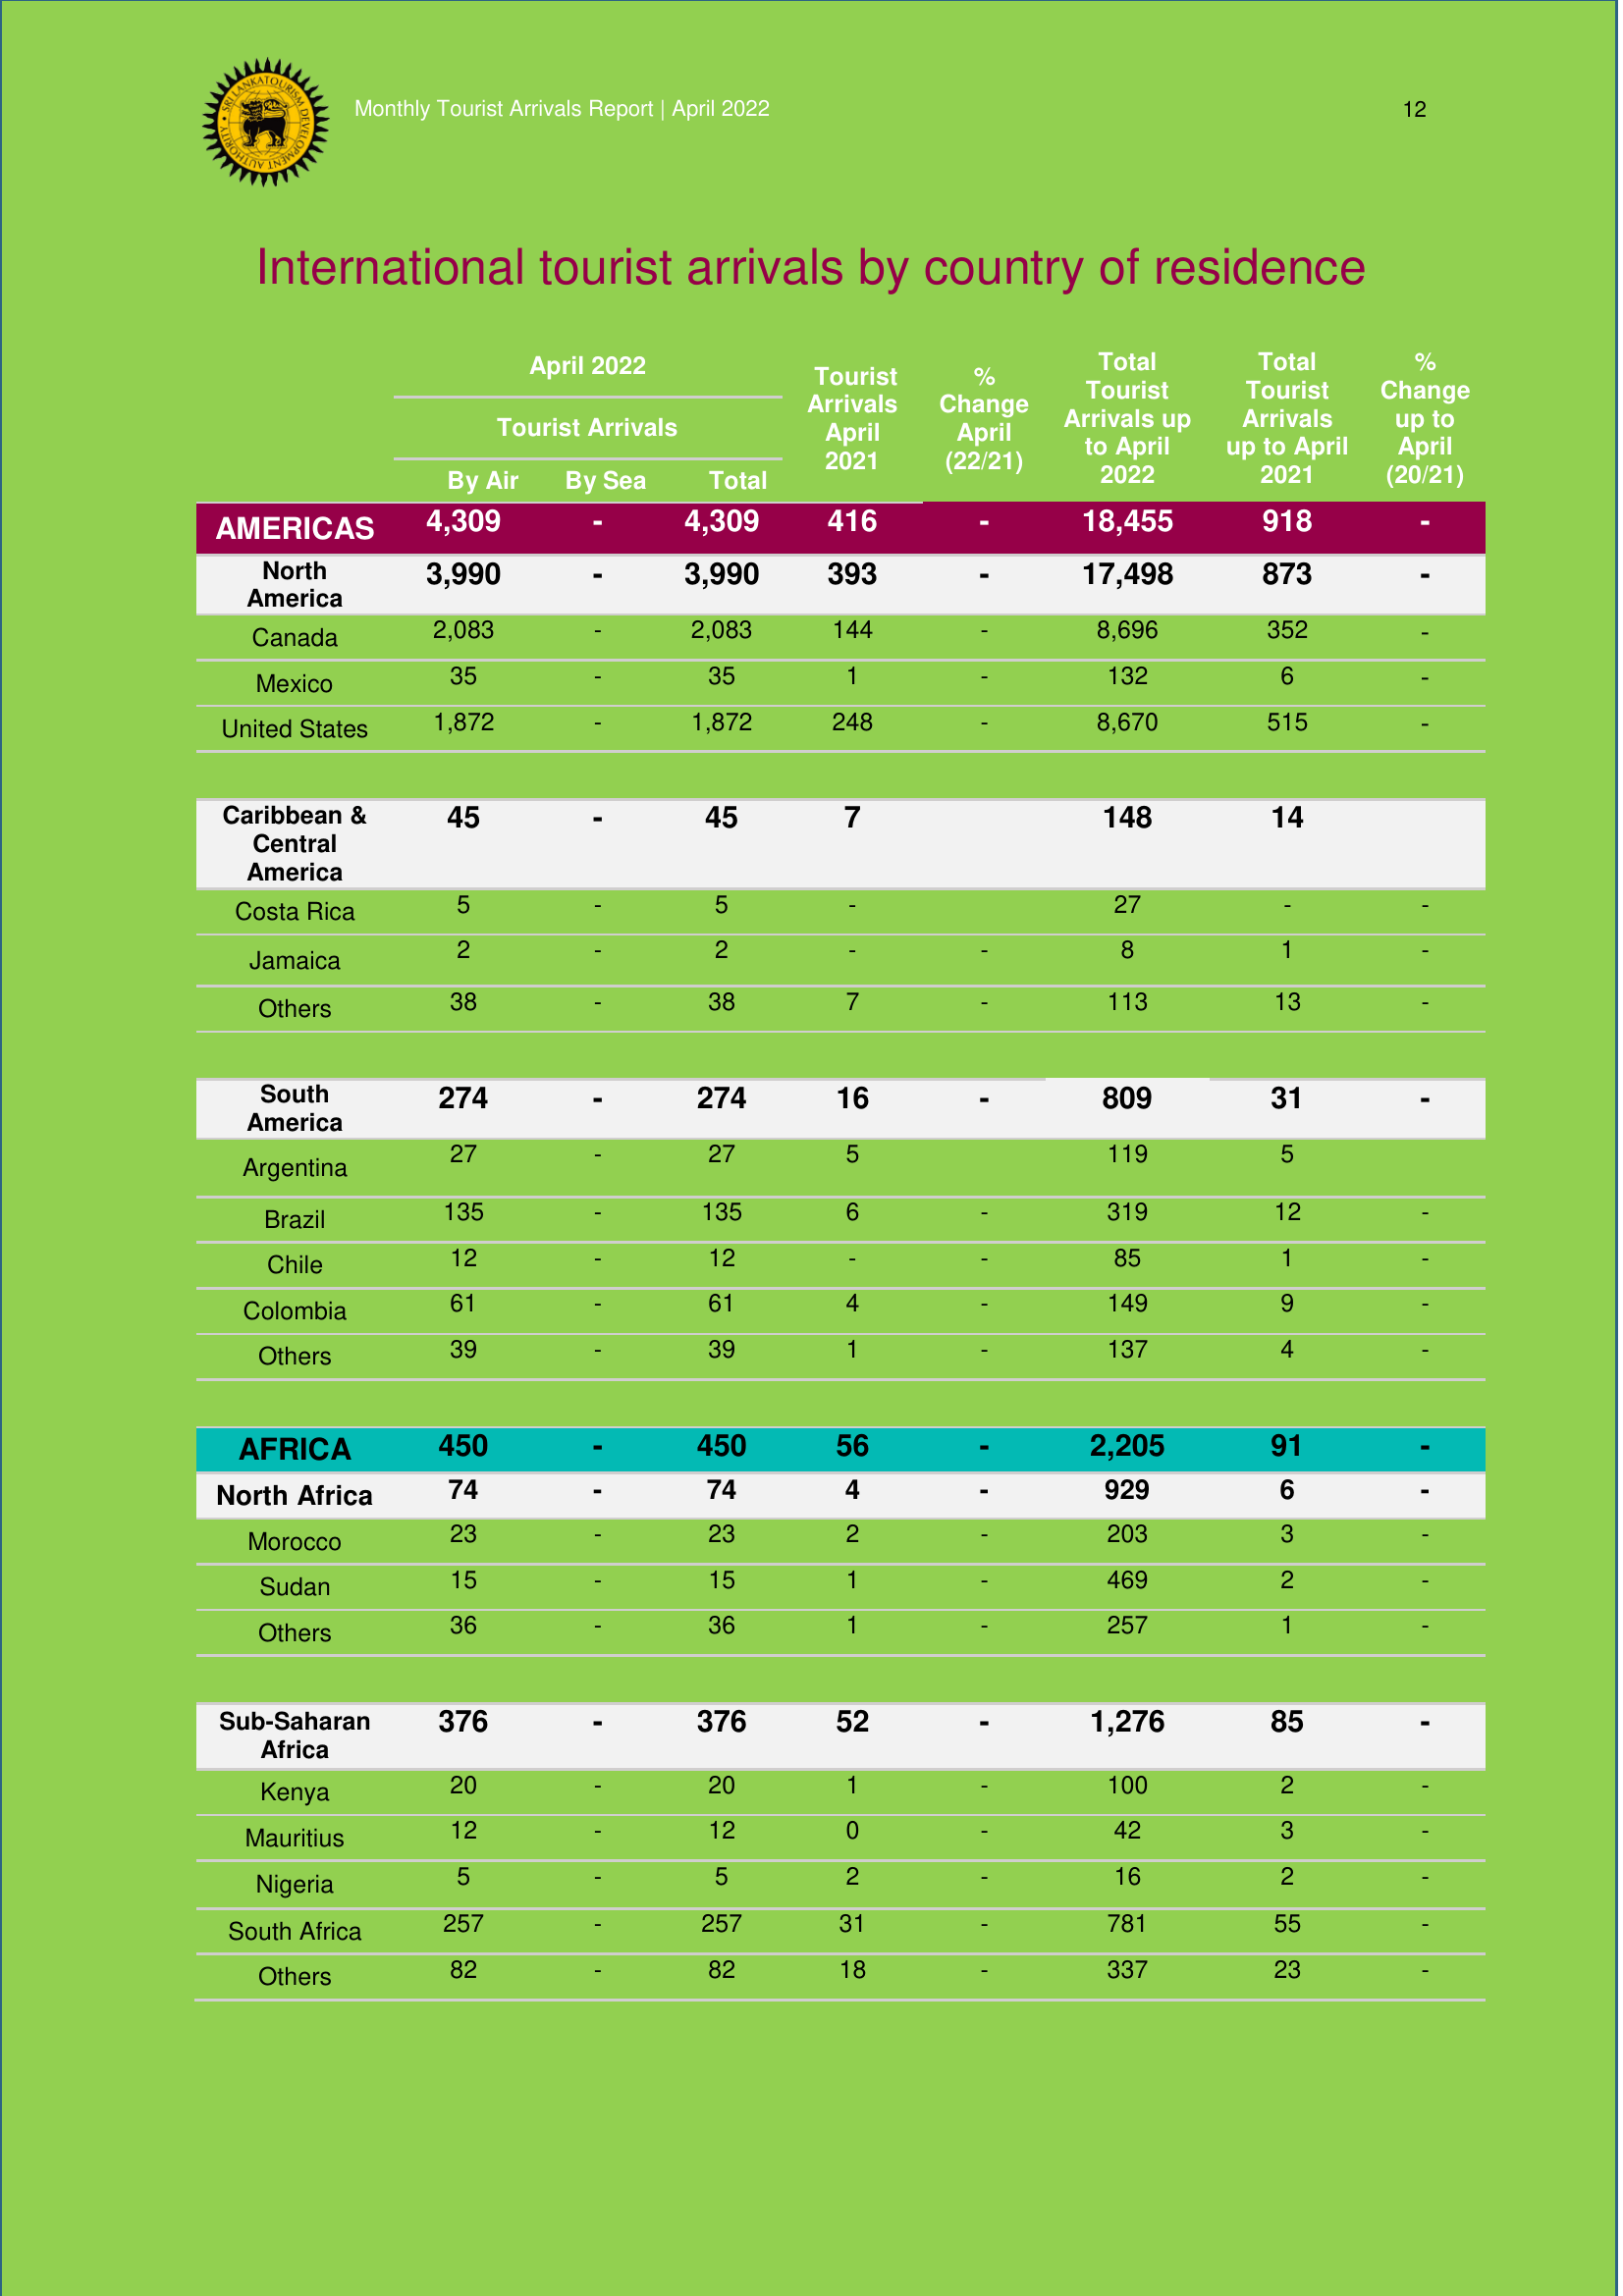 SRI LANKA TOURISM DEVELOPMENT AUTHORITY
Monthly Tourist Arrivals Report | April 2022 12
International tourist arrivals by country of residence
April 2022
Tourist Arrivals
By Air By Sea Total
Tourist Arrivals April 2021
% Change April (22/21)
Total Tourist Arrivals up to April 2022
Total Tourist Arrivals up to April 2021
% Change up to April (20/21)
AMERICAS 4,309 - 4,309 416 - 18,455 918 -
North America 3,990 - 3,990 393 - 17,498 873 -
Canada 2,083 - 2,083 144 - 8,696 352 -
Mexico 35 - 35 1 - 132 6 -
United States 1,872 - 1,872 248 - 8,670 515 -
Caribbean & Central America 45 - 45 7 148 14
Costa Rica 5 - 5 - 27 - -
Jamaica 2 - 2 - - 8 1 -
Others 38 - 38 7 - 113 13 -
South America 274 - 274 16 - 809 31 -
Argentina 27 - 27 5 119 5
Brazil 135 - 135 6 - 319 12 -
Chile 12 - 12 - - 85 1 -
Colombia 61 - 61 4 - 149 9 -
Others 39 - 39 1 - 137 4 -
AFRICA 450 - 450 56 - 2,205 91 -
North Africa 74 - 74 4 - 929 6 -
Morocco 23 - 23 2 - 203 3 -
Sudan 15 - 15 1 - 469 2 -
Others 36 - 36 1 - 257 1 -
Sub-Saharan Africa 376 - 376 52 - 1,276 85 -
Kenya 20 - 20 1 - 100 2 -
Mauritius 12 - 12 0 - 42 3 -
Nigeria 5 - 5 2 - 16 2 -
South Africa 257 - 257 31 - 781 55 -
Others 82 - 82 18 - 337 23 -